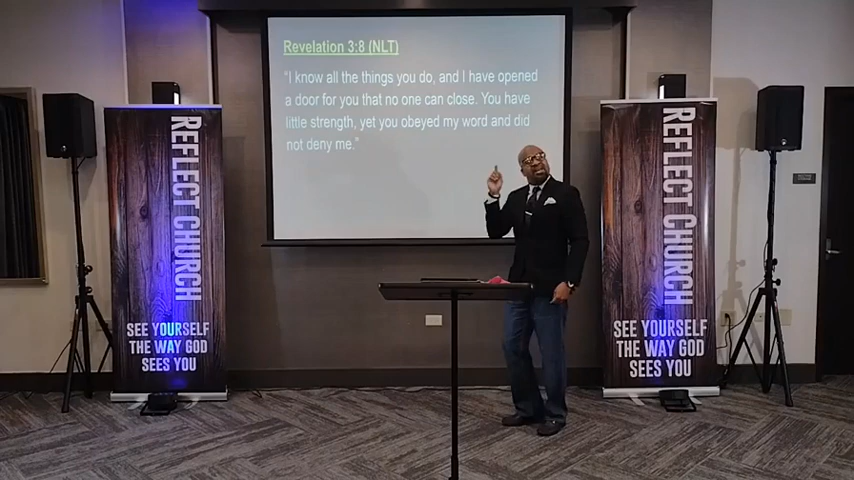 Revelation 3:8 (NLT)
"I know all the things you do, and I have opened
a door for you that no one can close. You have
little strength, yet you obeyed my word and did
not deny me."
REFLECT CHURCH
SEE YOURSELF
THE WAY GOD
SEES YOU
REFLECT CHURCH
SEE YOURSELF
THE WAY GOD
SEES YOU